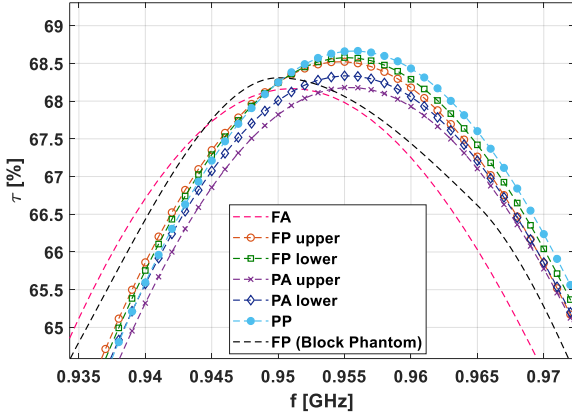 69
68.5
68
67.5
67
66.5
66
65.5
65
τ [%]
FA
FP upper
FP lower
PA upper
PA lower
PP
FP (Block Phantom)
0.935 0.94 0.945 0.95 0.955 0.96 0.965 0.97
f [GHz]